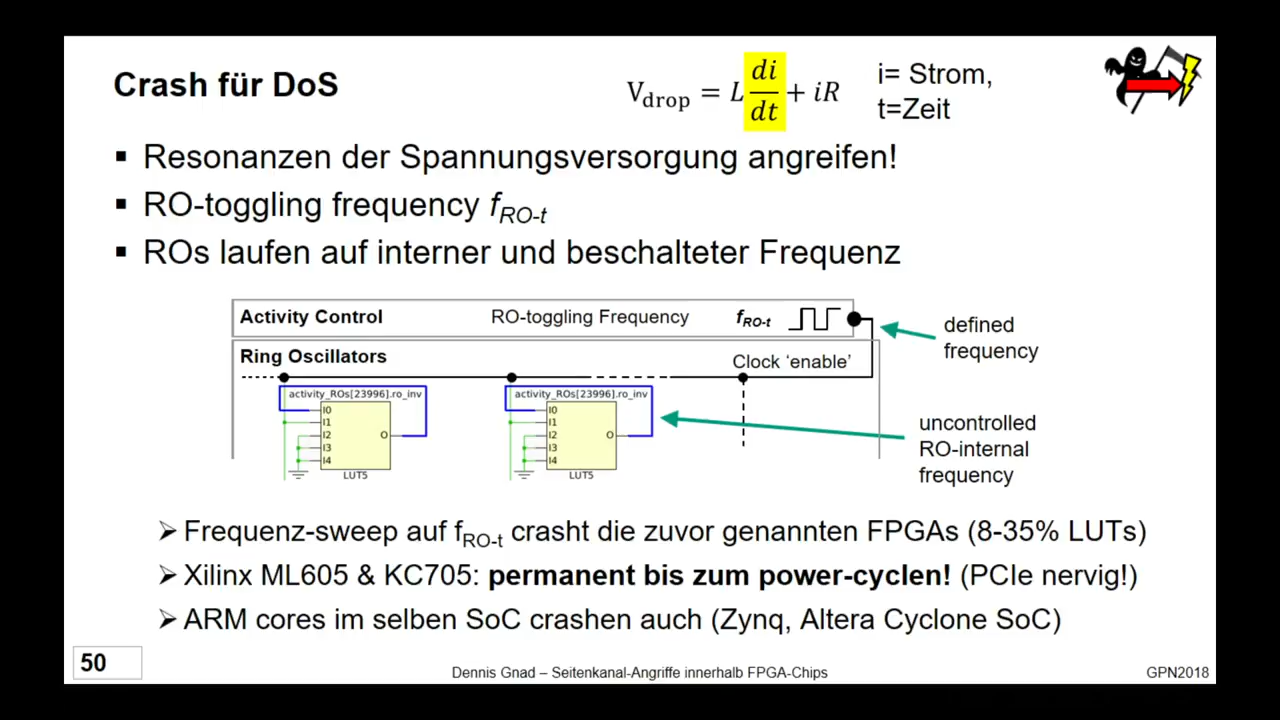 Crash für DoS
V_drop = L di/dt + iR
i= Strom,
t=Zeit
▪ Resonanzen der Spannungsversorgung angreifen!
▪ RO-toggling frequency f_RO-t
▪ ROs laufen auf interner und beschalteter Frequenz
Activity Control RO-toggling Frequency f_RO-t
defined
frequency
Ring Oscillators
Clock ‘enable’
activity_ROs[23996].ro_inv
I0
I1
I2
I3
I4
O
LUT5
activity_ROs[23996].ro_inv
I0
I1
I2
I3
I4
O
LUT5
uncontrolled
RO-internal
frequency
➢ Frequenz-sweep auf f_RO-t crasht die zuvor genannten FPGAs (8-35% LUTs)
➢ Xilinx ML605 & KC705: permanent bis zum power-cyclen! (PCIe nervig!)
➢ ARM cores im selben SoC crashen auch (Zynq, Altera Cyclone SoC)
50
Dennis Gnad – Seitenkanal-Angriffe innerhalb FPGA-Chips
GPN2018